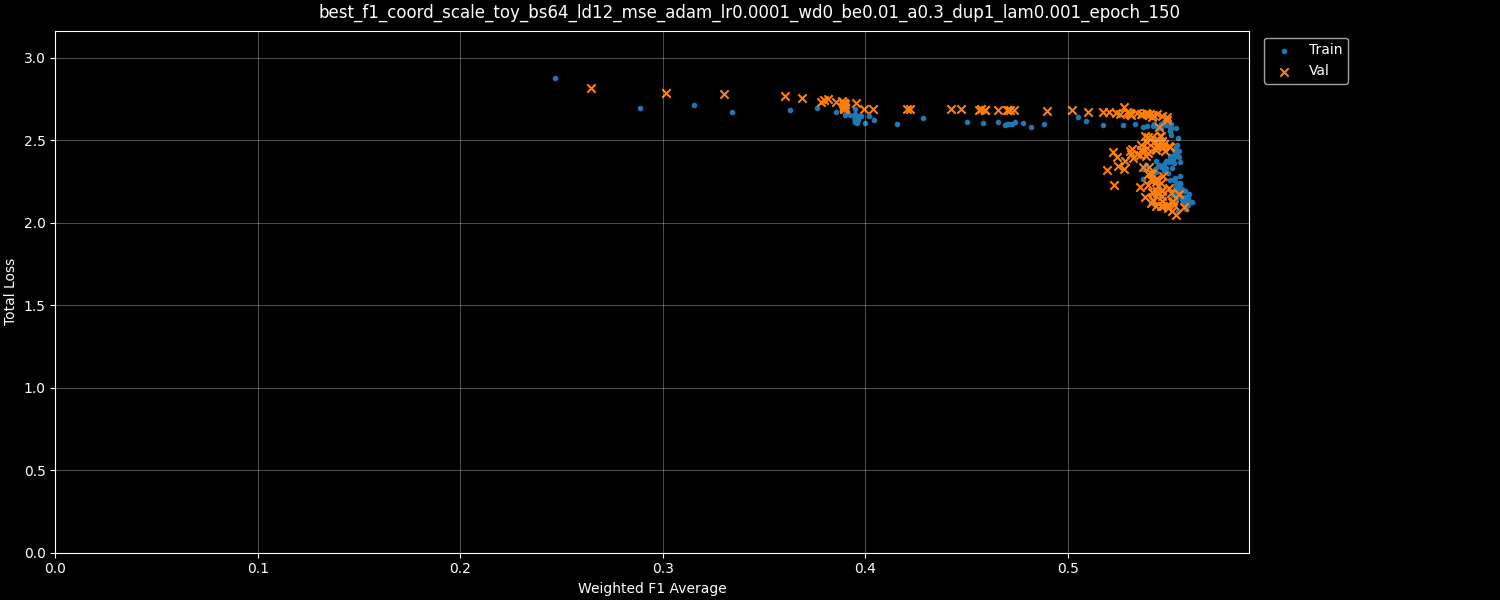 best_f1_coord_scale_toy_bs64_ld12_mse_adam_lr0.0001_wd0_be0.01_a0.3_dup1_lam0.001_epoch_150
Train
Val
3.0
2.5
2.0
1.5
1.0
0.5
0.0
Total Loss
0.0 0.1 0.2 0.3 0.4 0.5
Weighted F1 Average